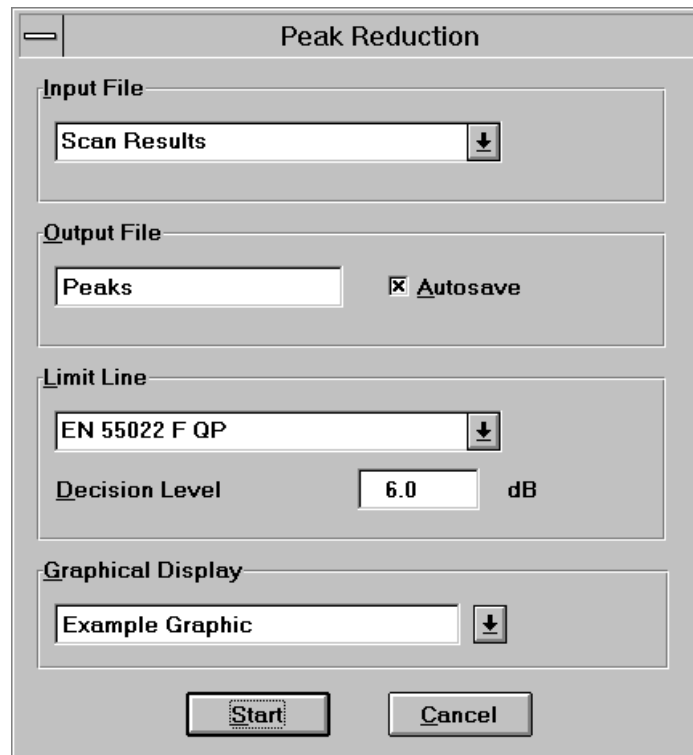 Peak Reduction
Input File
Scan Results
Output File
Peaks
Autosave
Limit Line
EN 55022 F QP
Decision Level 6.0 dB
Graphical Display
Example Graphic
Start Cancel